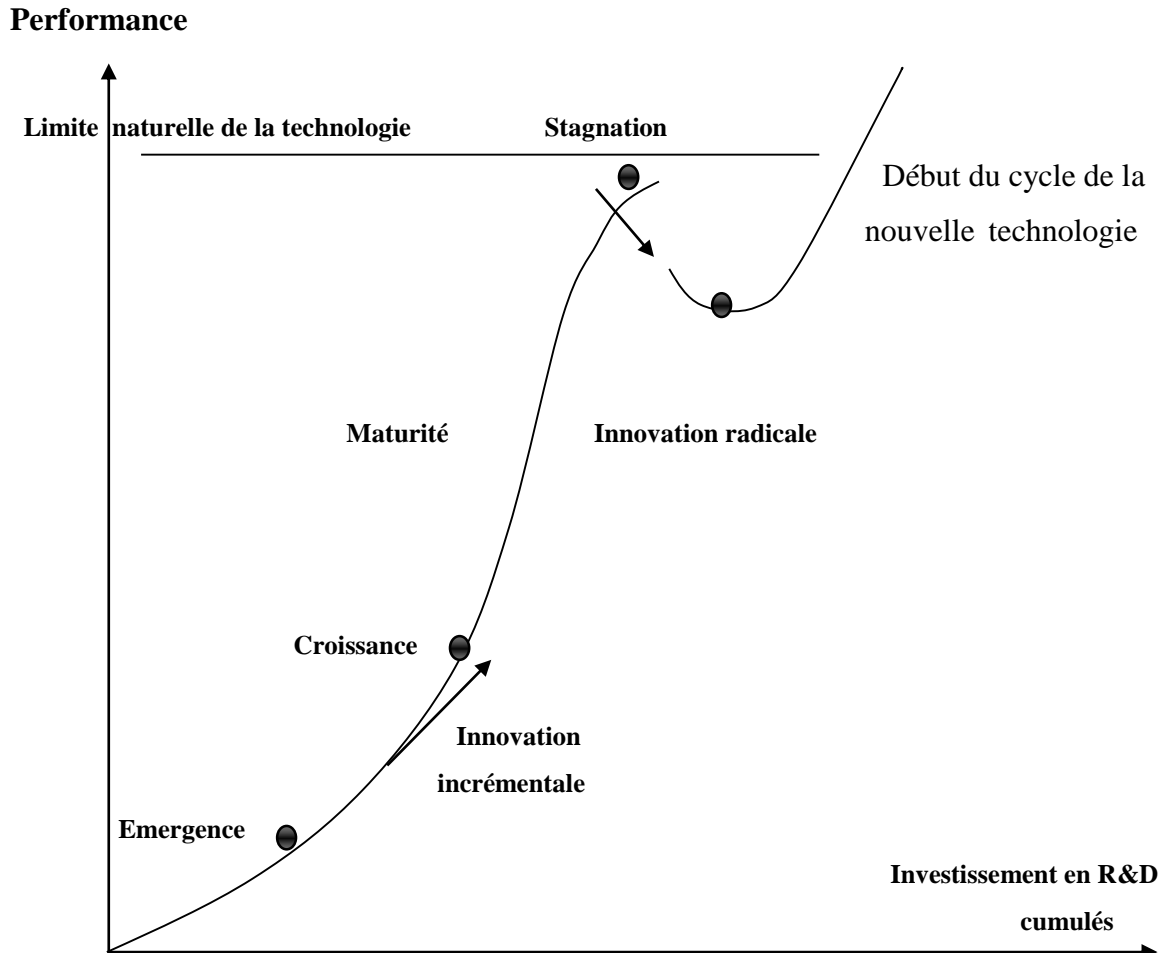 Performance
Limite naturelle de la technologie
Stagnation
Début du cycle de la
nouvelle technologie
Maturité
Innovation radicale
Croissance
Innovation
incrémentale
Emergence
Investissement en R&D
cumulés